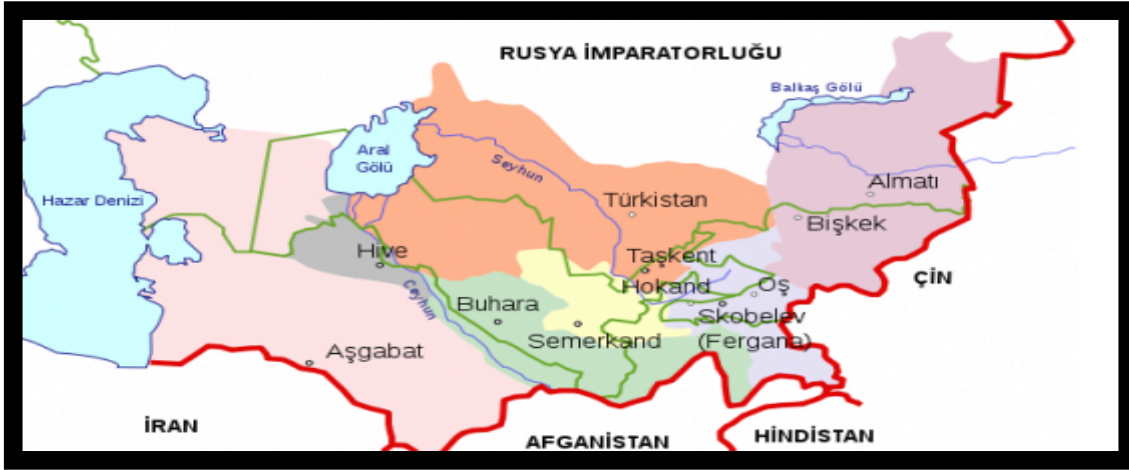 RUSYA İMPARATORLUĞU
Balkaş Gölü
Aral
Gölü
Seyhun
Hazar Denizi
Türkistan
Almatı
Bişkek
Hive
Taşkent
Hokand
Oş
ÇİN
Ceyhun
Buhara
Skobelev
(Fergana)
Semerkand
Aşgabat
İRAN
AFGANİSTAN
HİNDİSTAN